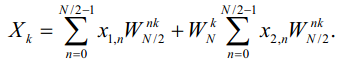 X_k = \sum_{n=0}^{N/2-1} x_{1,n} W_{N/2}^{nk} + W_N^k \sum_{n=0}^{N/2-1} x_{2,n} W_{N/2}^{nk}.